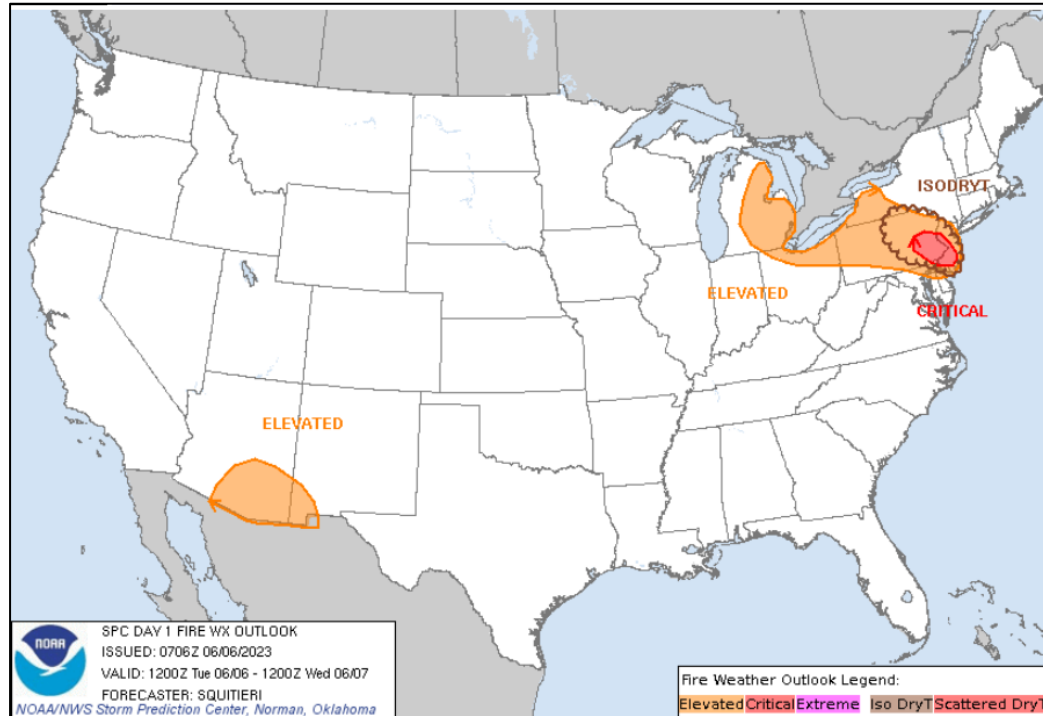 ISODRYT
ELEVATED
CRITICAL
ELEVATED
NOAA
SPC DAY 1 FIRE WX OUTLOOK
ISSUED: 0706Z 06/06/2023
VALID: 1200Z Tue 06/06 - 1200Z Wed 06/07
FORECASTER: SQUITIERI
NOAA/NWS Storm Prediction Center, Norman, Oklahoma
Fire Weather Outlook Legend:
Elevated Critical Extreme Iso DryT Scattered DryT